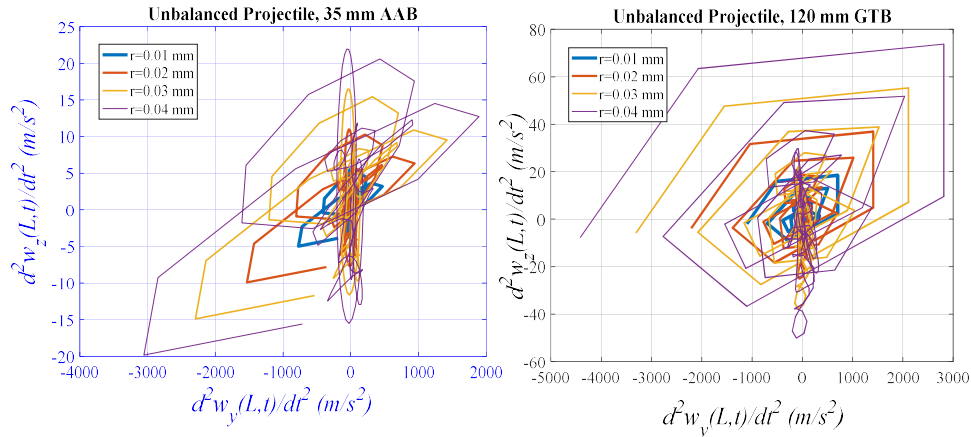 Unbalanced Projectile, 35 mm AAB
r=0.01 mm
r=0.02 mm
r=0.03 mm
r=0.04 mm
25
20
15
10
5
0
-5
-10
-15
-20
-4000 -3000 -2000 -1000 0 1000 2000
d²w_z(L,t)/dt² (m/s²)
d²w_y(L,t)/dt² (m/s²)
Unbalanced Projectile, 120 mm GTB
r=0.01 mm
r=0.02 mm
r=0.03 mm
r=0.04 mm
80
60
40
20
0
-20
-40
-60
-5000 -4000 -3000 -2000 -1000 0 1000 2000 3000
d²w_z(L,t)/dt² (m/s²)
d²w_y(L,t)/dt² (m/s²)